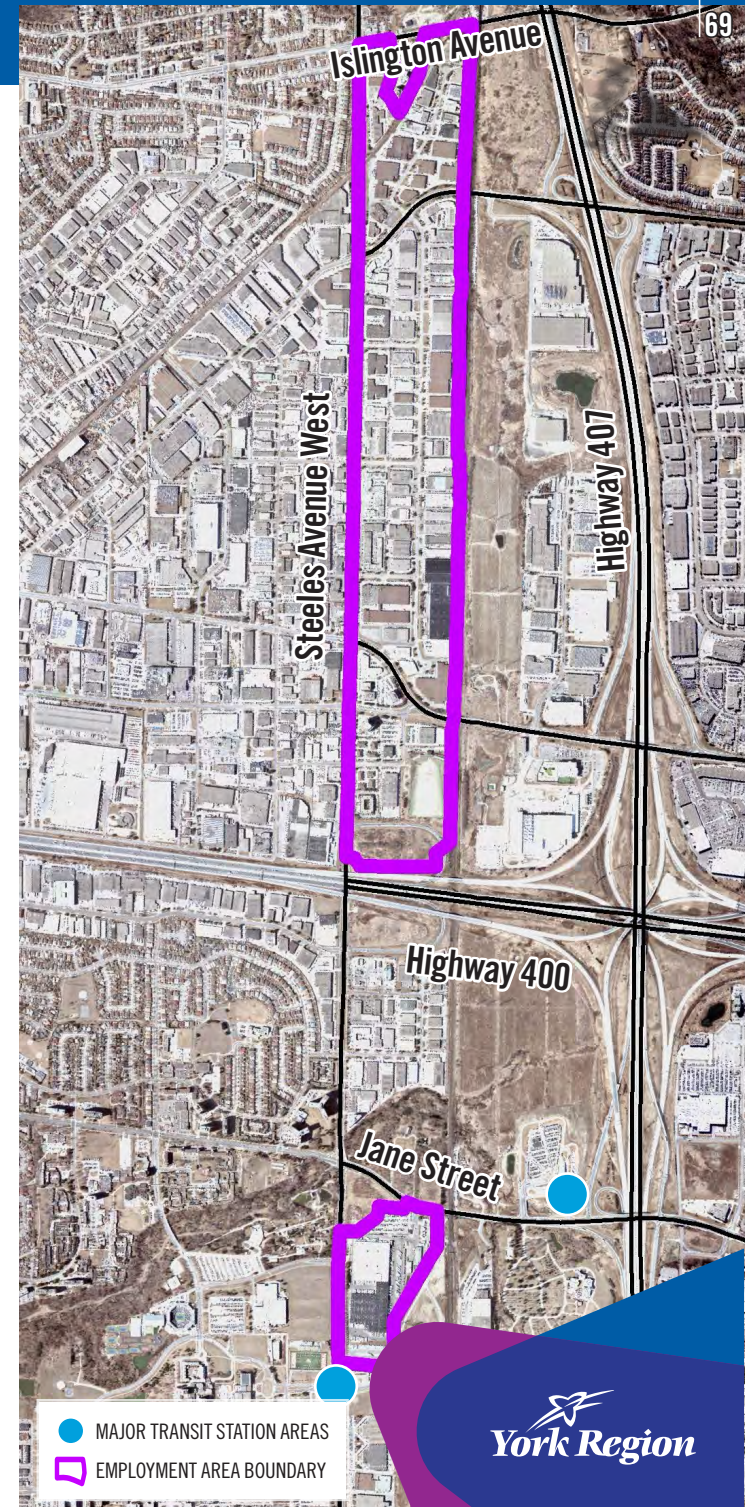 69
Islington Avenue
Steeles Avenue West
Highway 407
Highway 400
Jane Street
MAJOR TRANSIT STATION AREAS
EMPLOYMENT AREA BOUNDARY
York Region